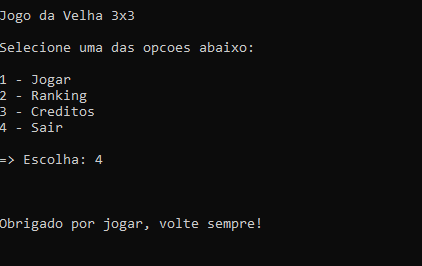 Jogo da Velha 3x3
Selecione uma das opcoes abaixo:
1 - Jogar
2 - Ranking
3 - Creditos
4 - Sair
=> Escolha: 4
Obrigado por jogar, volte sempre!